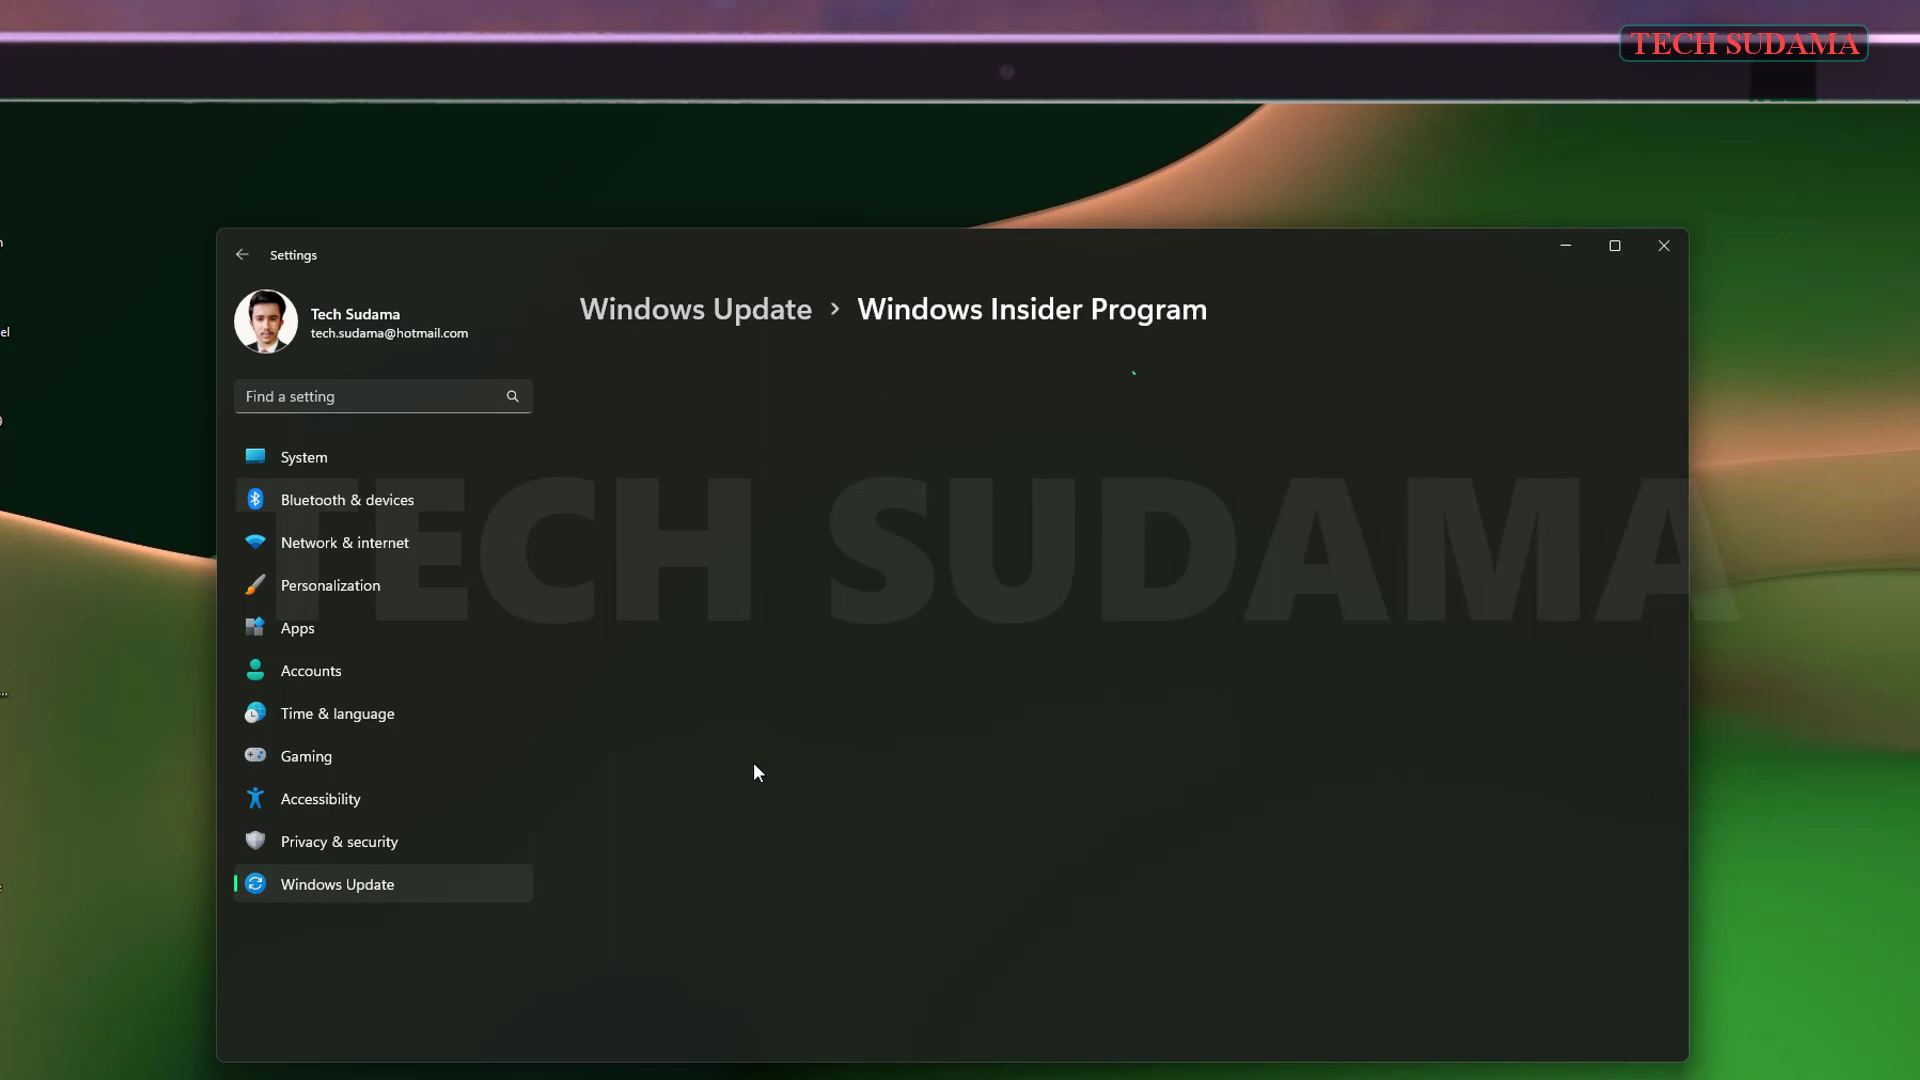 TECH SUDAMA
Settings
Tech Sudama
tech.sudama@hotmail.com
Windows Update > Windows Insider Program
Find a setting
System
Bluetooth & devices
Network & internet
Personalization
Apps
Accounts
Time & language
Gaming
Accessibility
Privacy & security
Windows Update
TECH SUDAMA